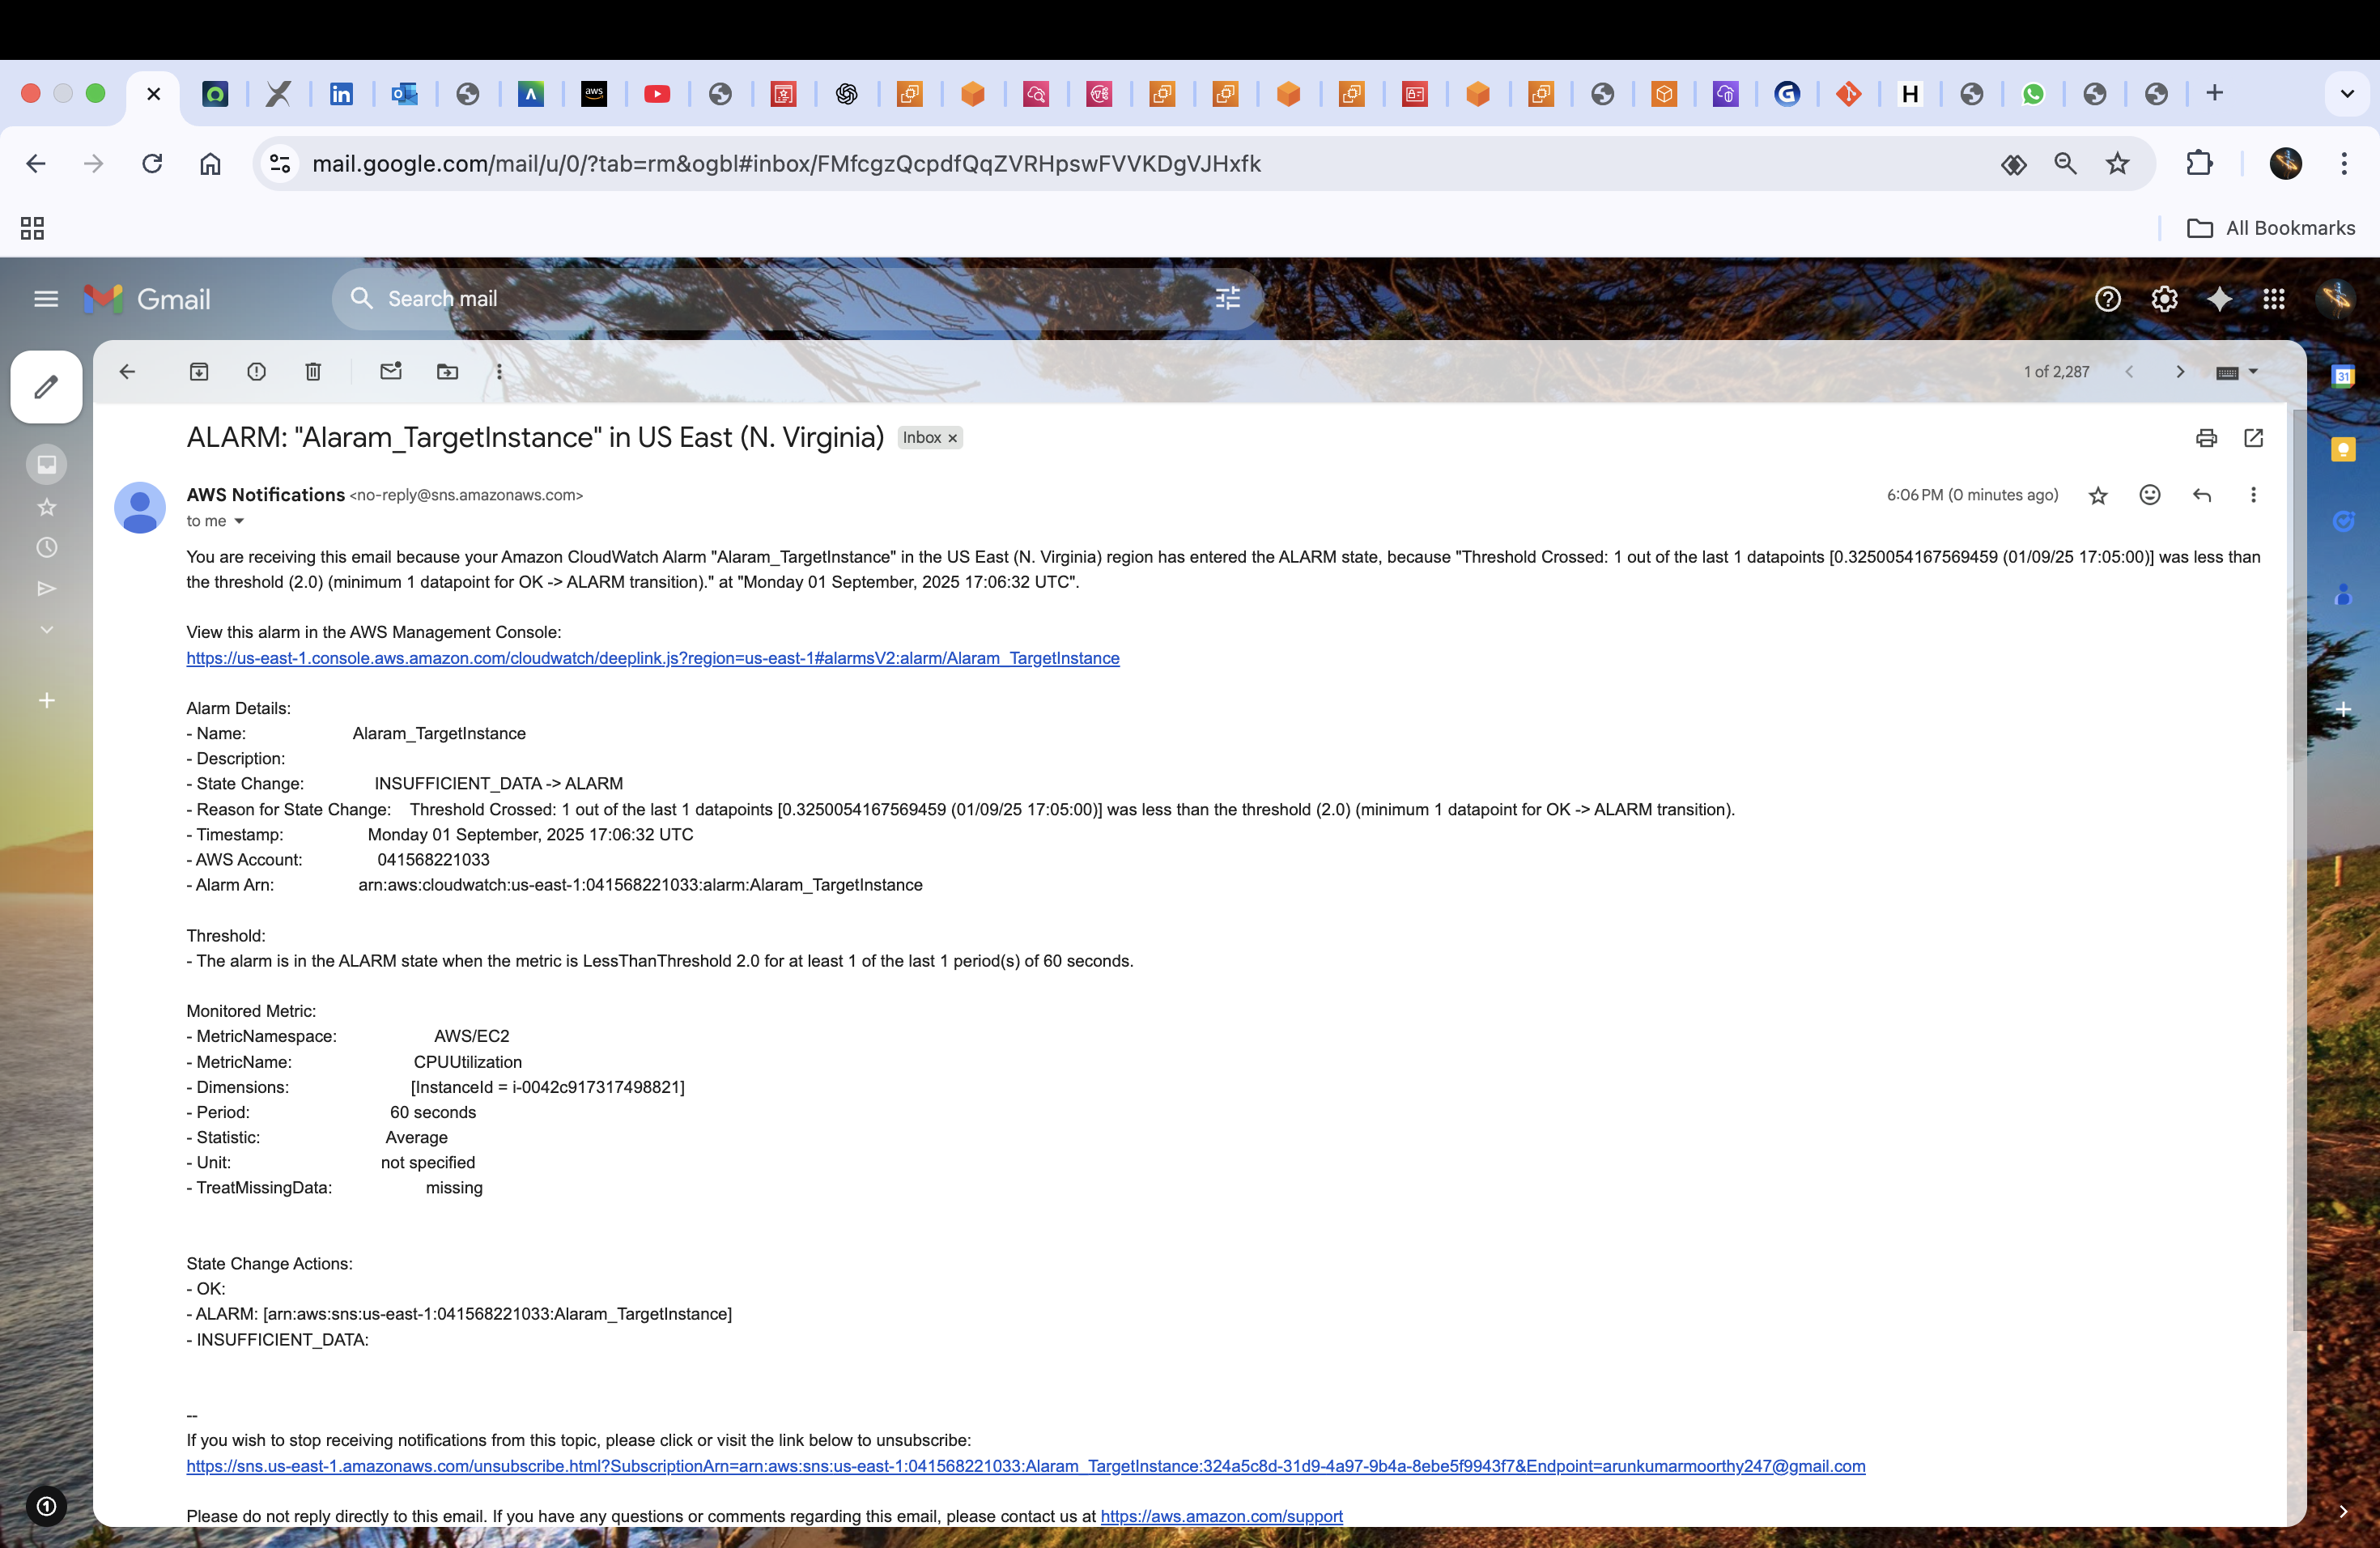 aws
H
mail.google.com/mail/u/0/?tab=rm&ogbl#inbox/FMfcgzQcpdfQqZVRHpswFVVKDgVJHxfk
All Bookmarks
Gmail
Search mail
1 of 2,287
31
ALARM: "Alaram_TargetInstance" in US East (N. Virginia)
Inbox x
AWS Notifications <no-reply@sns.amazonaws.com>
6:06 PM (0 minutes ago)
to me
You are receiving this email because your Amazon CloudWatch Alarm "Alaram_TargetInstance" in the US East (N. Virginia) region has entered the ALARM state, because "Threshold Crossed: 1 out of the last 1 datapoints [0.3250054167569459 (01/09/25 17:05:00)] was less than
the threshold (2.0) (minimum 1 datapoint for OK -> ALARM transition)." at "Monday 01 September, 2025 17:06:32 UTC".
View this alarm in the AWS Management Console:
https://us-east-1.console.aws.amazon.com/cloudwatch/deeplink.js?region=us-east-1#alarmsV2:alarm/Alaram_TargetInstance
Alarm Details:
- Name: Alaram_TargetInstance
- Description:
- State Change: INSUFFICIENT_DATA -> ALARM
- Reason for State Change: Threshold Crossed: 1 out of the last 1 datapoints [0.3250054167569459 (01/09/25 17:05:00)] was less than the threshold (2.0) (minimum 1 datapoint for OK -> ALARM transition).
- Timestamp: Monday 01 September, 2025 17:06:32 UTC
- AWS Account: 041568221033
- Alarm Arn: arn:aws:cloudwatch:us-east-1:041568221033:alarm:Alaram_TargetInstance
Threshold:
- The alarm is in the ALARM state when the metric is LessThanThreshold 2.0 for at least 1 of the last 1 period(s) of 60 seconds.
Monitored Metric:
- MetricNamespace: AWS/EC2
- MetricName: CPUUtilization
- Dimensions: [InstanceId = i-0042c917317498821]
- Period: 60 seconds
- Statistic: Average
- Unit: not specified
- TreatMissingData: missing
State Change Actions:
- OK:
- ALARM: [arn:aws:sns:us-east-1:041568221033:Alaram_TargetInstance]
- INSUFFICIENT_DATA:
--
If you wish to stop receiving notifications from this topic, please click or visit the link below to unsubscribe:
https://sns.us-east-1.amazonaws.com/unsubscribe.html?SubscriptionArn=arn:aws:sns:us-east-1:041568221033:Alaram_TargetInstance:324a5c8d-31d9-4a97-9b4a-8ebe5f9943f7&Endpoint=arunkumarmoorthy247@gmail.com
Please do not reply directly to this email. If you have any questions or comments regarding this email, please contact us at https://aws.amazon.com/support